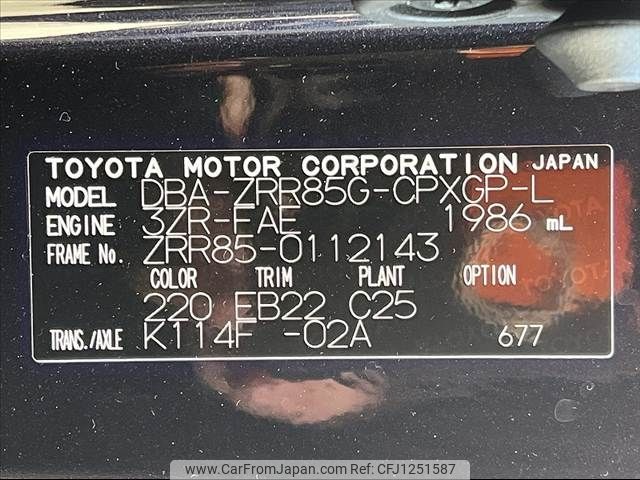 TOYOTA MOTOR CORPORATION JAPAN
MODEL DBA-ZRR85G-CPXGP-L
ENGINE 3ZR-FAE 1986 mL
FRAME No. ZRR85-0112143
COLOR TRIM PLANT OPTION
220 EB22 C25
TRANS./AXLE K114F -02A 677
www.CarFromJapan.com - CFJ1251587